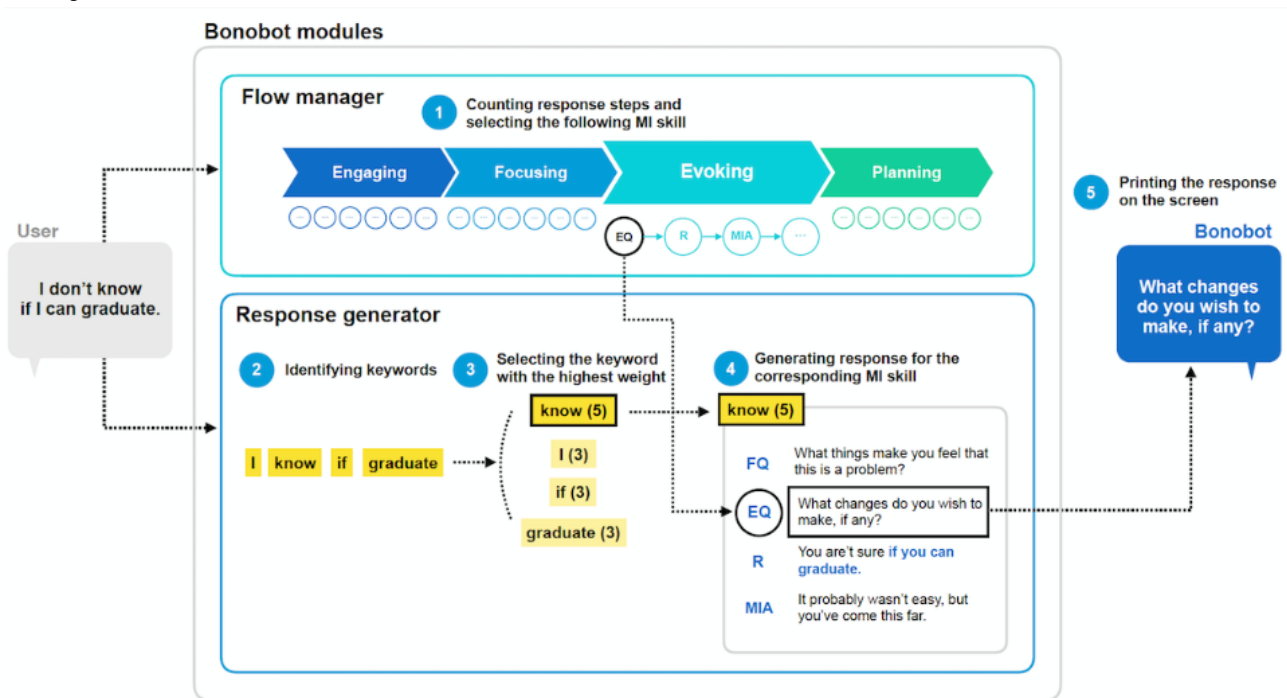 Bonobot modules
Flow manager
1
Counting response steps and
selecting the following MI skill
Engaging
Focusing
Evoking
Planning
EQ
R
MIA
...
User
I don't know
if I can graduate.
Response generator
2
Identifying keywords
3
Selecting the keyword
with the highest weight
4
Generating response for the
corresponding MI skill
I
know
if
graduate
know (5)
I (3)
if (3)
graduate (3)
know (5)
FQ
What things make you feel that
this is a problem?
EQ
What changes do you wish to
make, if any?
R
You are't sure if you can
graduate.
MIA
It probably wasn't easy, but
you've come this far.
5
Printing the response
on the screen
Bonobot
What changes
do you wish to
make, if any?